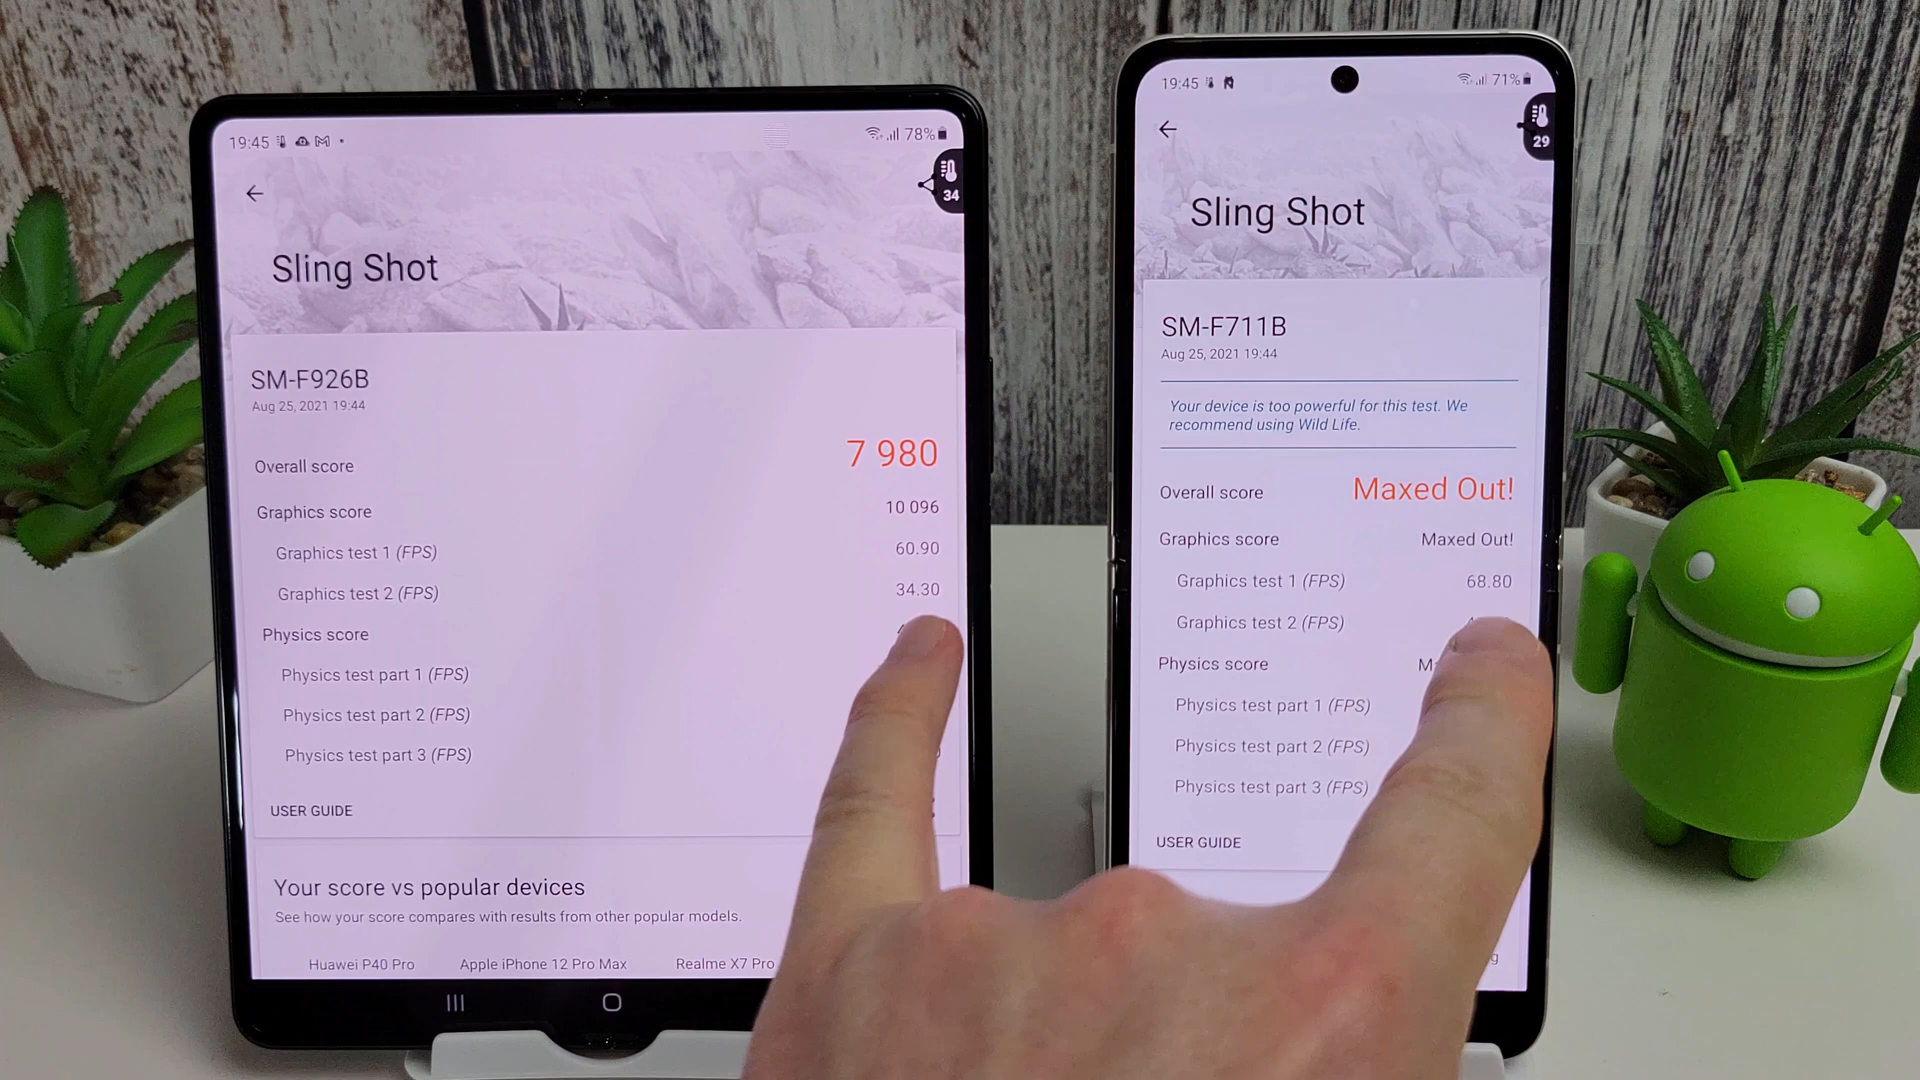 19:45
78%
34
Sling Shot
SM-F926B
Aug 25, 2021 19:44
Overall score
7 980
Graphics score
10 096
Graphics test 1 (FPS)
60.90
Graphics test 2 (FPS)
34.30
Physics score
Physics test part 1 (FPS)
Physics test part 2 (FPS)
Physics test part 3 (FPS)
USER GUIDE
Your score vs popular devices
See how your score compares with results from other popular models.
Huawei P40 Pro
Apple iPhone 12 Pro Max
Realme X7 Pro
19:45
71%
29
Sling Shot
SM-F711B
Aug 25, 2021 19:44
Your device is too powerful for this test. We
recommend using Wild Life.
Overall score
Maxed Out!
Graphics score
Maxed Out!
Graphics test 1 (FPS)
68.80
Graphics test 2 (FPS)
Physics score
Physics test part 1 (FPS)
Physics test part 2 (FPS)
Physics test part 3 (FPS)
USER GUIDE